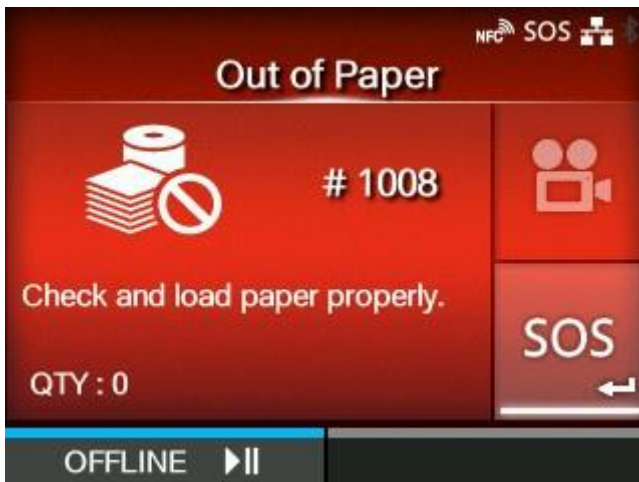 NFC SOS
Out of Paper
# 1008
Check and load paper properly.
SOS
QTY : 0
OFFLINE